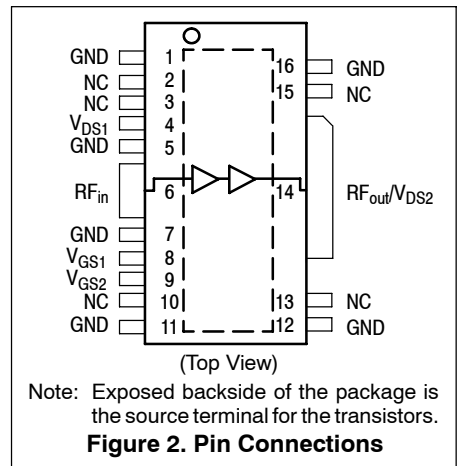 GND 1 16 GND
NC 2 15 NC
NC 3
VDS1 4
GND 5
RFin 6 14 RFout/VDS2
GND 7
VGS1 8
VGS2 9
NC 10 13 NC
GND 11 12 GND
(Top View)
Note: Exposed backside of the package is
the source terminal for the transistors.
Figure 2. Pin Connections